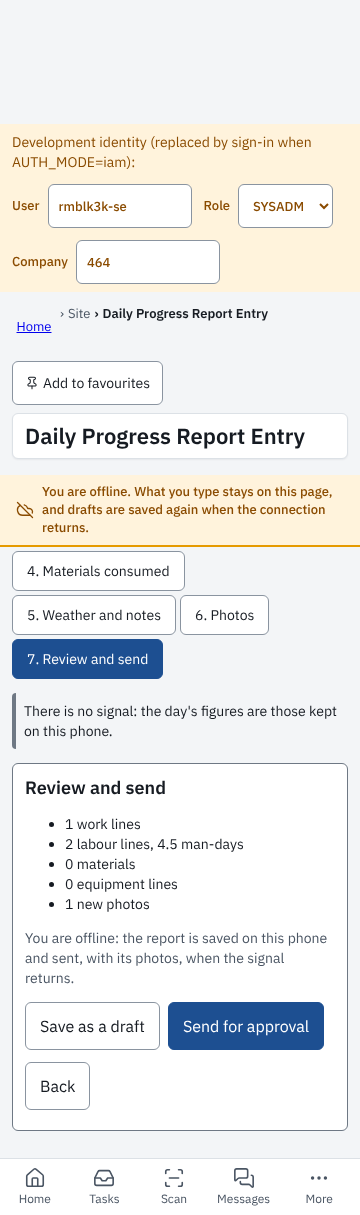 Development identity (replaced by sign-in when
AUTH_MODE=iam):
User rmblk3k-se Role SYSADM
Company 464
Home › Site › Daily Progress Report Entry
Add to favourites
Daily Progress Report Entry
You are offline. What you type stays on this page,
and drafts are saved again when the connection
returns.
4. Materials consumed
5. Weather and notes 6. Photos
7. Review and send
There is no signal: the day's figures are those kept
on this phone.
Review and send
• 1 work lines
• 2 labour lines, 4.5 man-days
• 0 materials
• 0 equipment lines
• 1 new photos
You are offline: the report is saved on this phone
and sent, with its photos, when the signal
returns.
Save as a draft Send for approval
Back
Home Tasks Scan Messages More